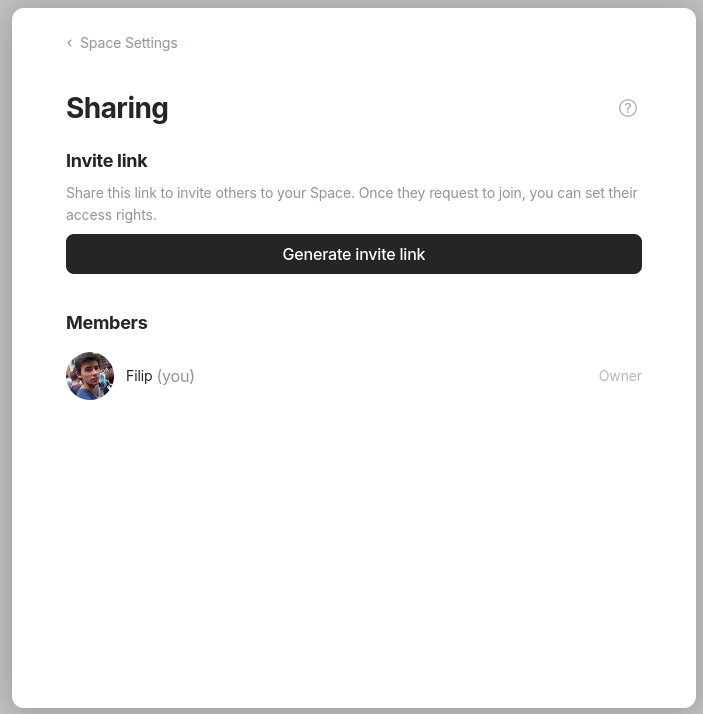 Space Settings
Sharing
Invite link
Share this link to invite others to your Space. Once they request to join, you can set their
access rights.
Generate invite link
Members
Filip (you)
Owner